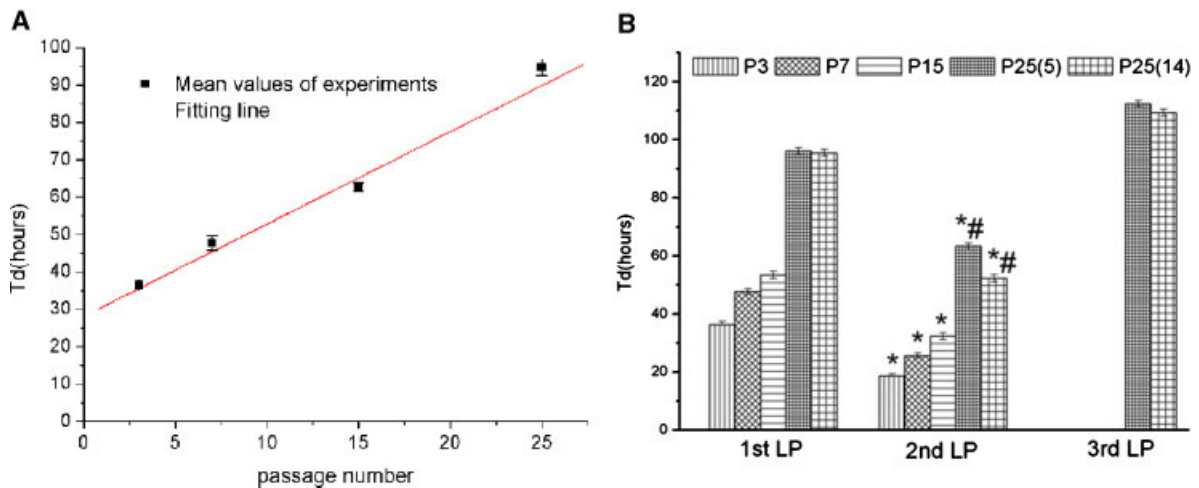 A
Td(hours)
100
90
80
70
60
50
40
30
20
10
0
Mean values of experiments
Fitting line
0 5 10 15 20 25
passage number
B
P3 P7 P15 P25(5) P25(14)
Td(hours)
120
100
80
60
40
20
0
*#
*#
*
*
*
1st LP 2nd LP 3rd LP